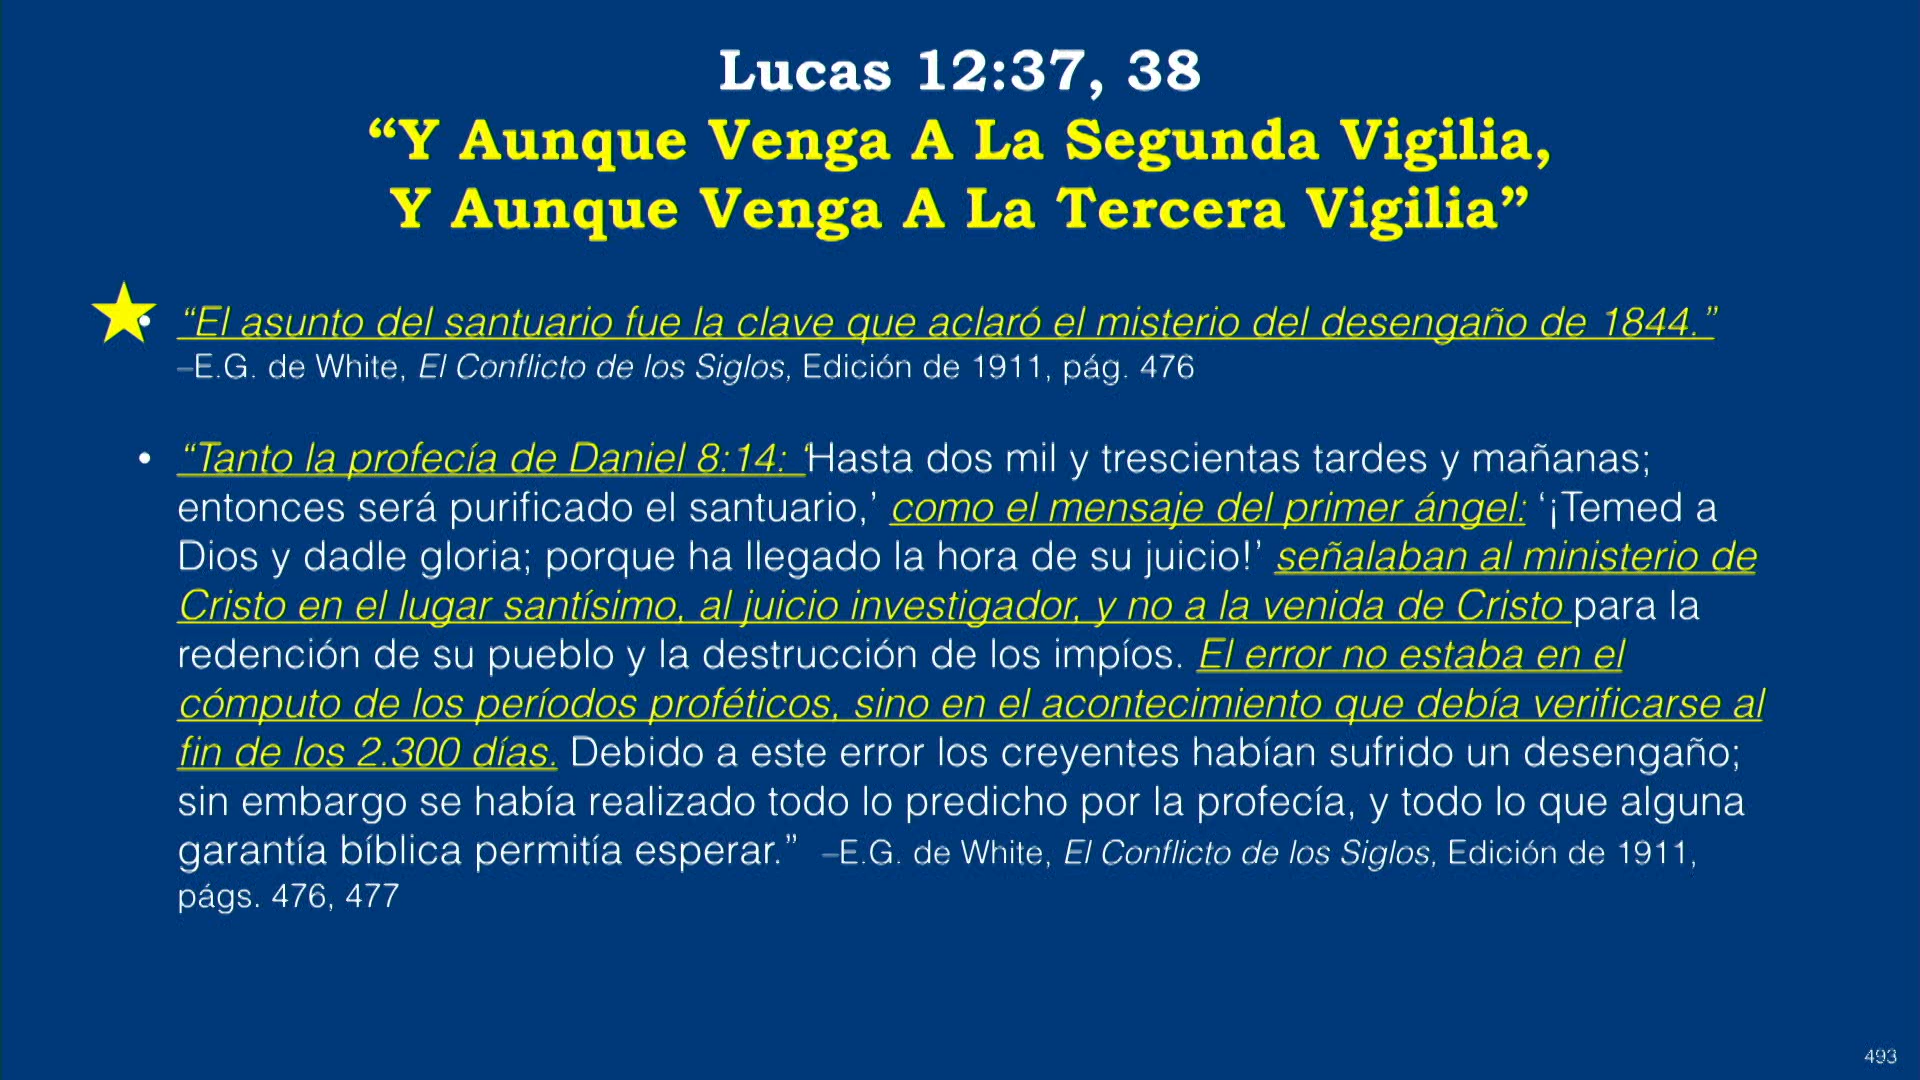 Lucas 12:37, 38
“Y Aunque Venga A La Segunda Vigilia,
Y Aunque Venga A La Tercera Vigilia”
• “El asunto del santuario fue la clave que aclaró el misterio del desengaño de 1844.”
–E.G. de White, El Conflicto de los Siglos, Edición de 1911, pág. 476
• “Tanto la profecía de Daniel 8:14: ‘Hasta dos mil y trescientas tardes y mañanas;
entonces será purificado el santuario,’ como el mensaje del primer ángel: ‘¡Temed a
Dios y dadle gloria; porque ha llegado la hora de su juicio!’ señalaban al ministerio de
Cristo en el lugar santísimo, al juicio investigador, y no a la venida de Cristo para la
redención de su pueblo y la destrucción de los impíos. El error no estaba en el
cómputo de los períodos proféticos, sino en el acontecimiento que debía verificarse al
fin de los 2.300 días. Debido a este error los creyentes habían sufrido un desengaño;
sin embargo se había realizado todo lo predicho por la profecía, y todo lo que alguna
garantía bíblica permitía esperar.” –E.G. de White, El Conflicto de los Siglos, Edición de 1911,
págs. 476, 477
493